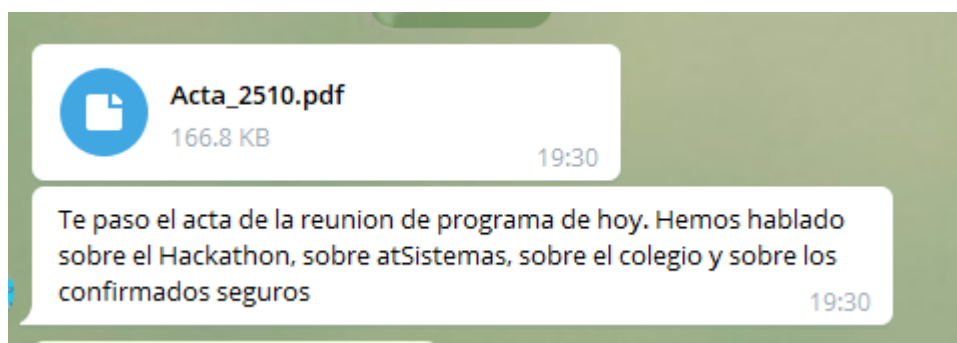 Acta_2510.pdf
166.8 KB
19:30
Te paso el acta de la reunion de programa de hoy. Hemos hablado
sobre el Hackathon, sobre atSistemas, sobre el colegio y sobre los
confirmados seguros
19:30